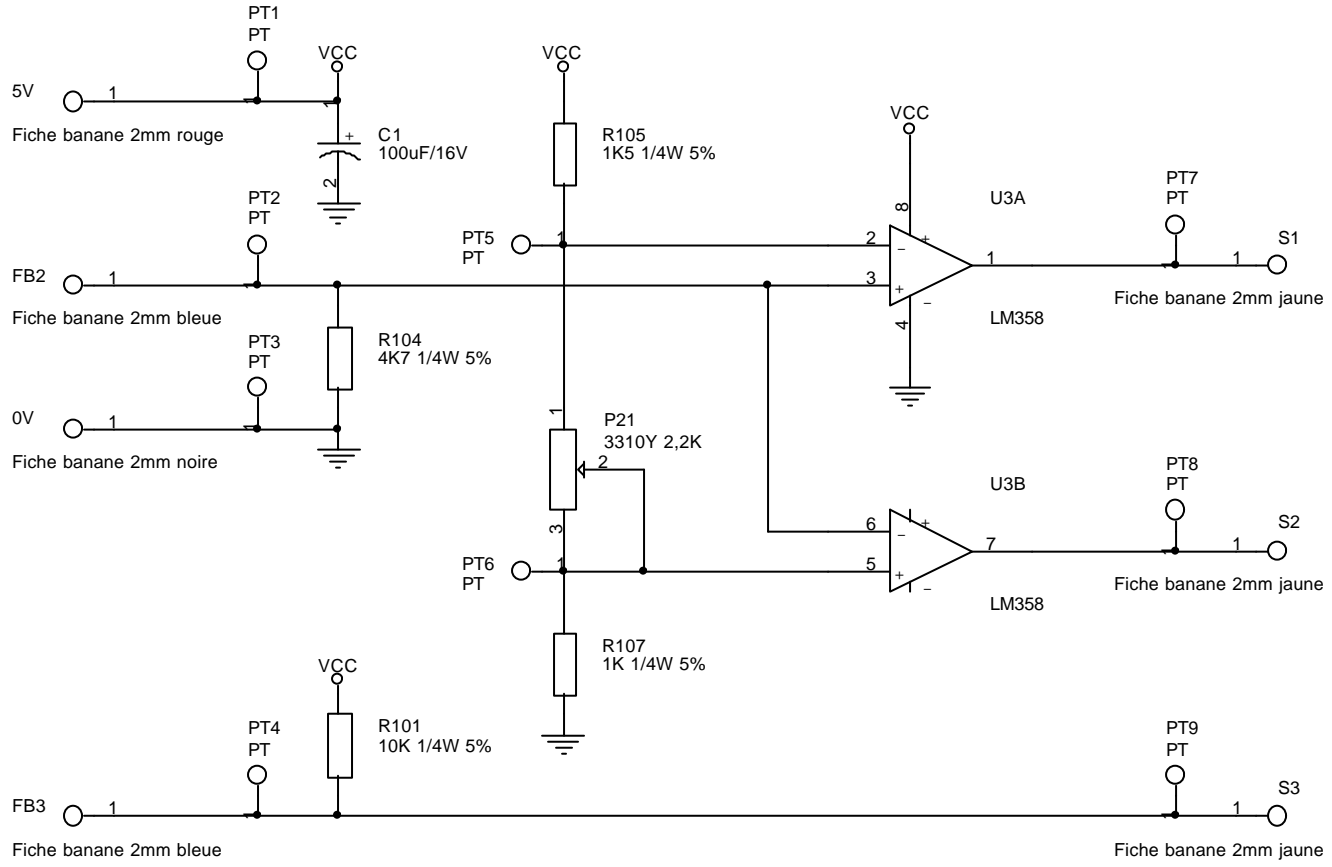 PT1
PT
VCC
VCC
5V
1
1
1
Fiche banane 2mm rouge
+
C1
100uF/16V
2
R105
1K5 1/4W 5%
VCC
8
U3A
PT7
PT
PT2
PT
PT5
PT
1
2
-
+
1
1
S1
FB2
1
1
3
+
-
Fiche banane 2mm jaune
Fiche banane 2mm bleue
4
LM358
PT3
PT
R104
4K7 1/4W 5%
0V
1
1
Fiche banane 2mm noire
1
P21
3310Y 2,2K
2
3
U3B
PT8
PT
6
-
+
7
1
S2
PT6
PT
1
5
+
-
Fiche banane 2mm jaune
LM358
R107
1K 1/4W 5%
VCC
PT4
PT
R101
10K 1/4W 5%
PT9
PT
FB3
1
1
1
1
S3
Fiche banane 2mm bleue
Fiche banane 2mm jaune